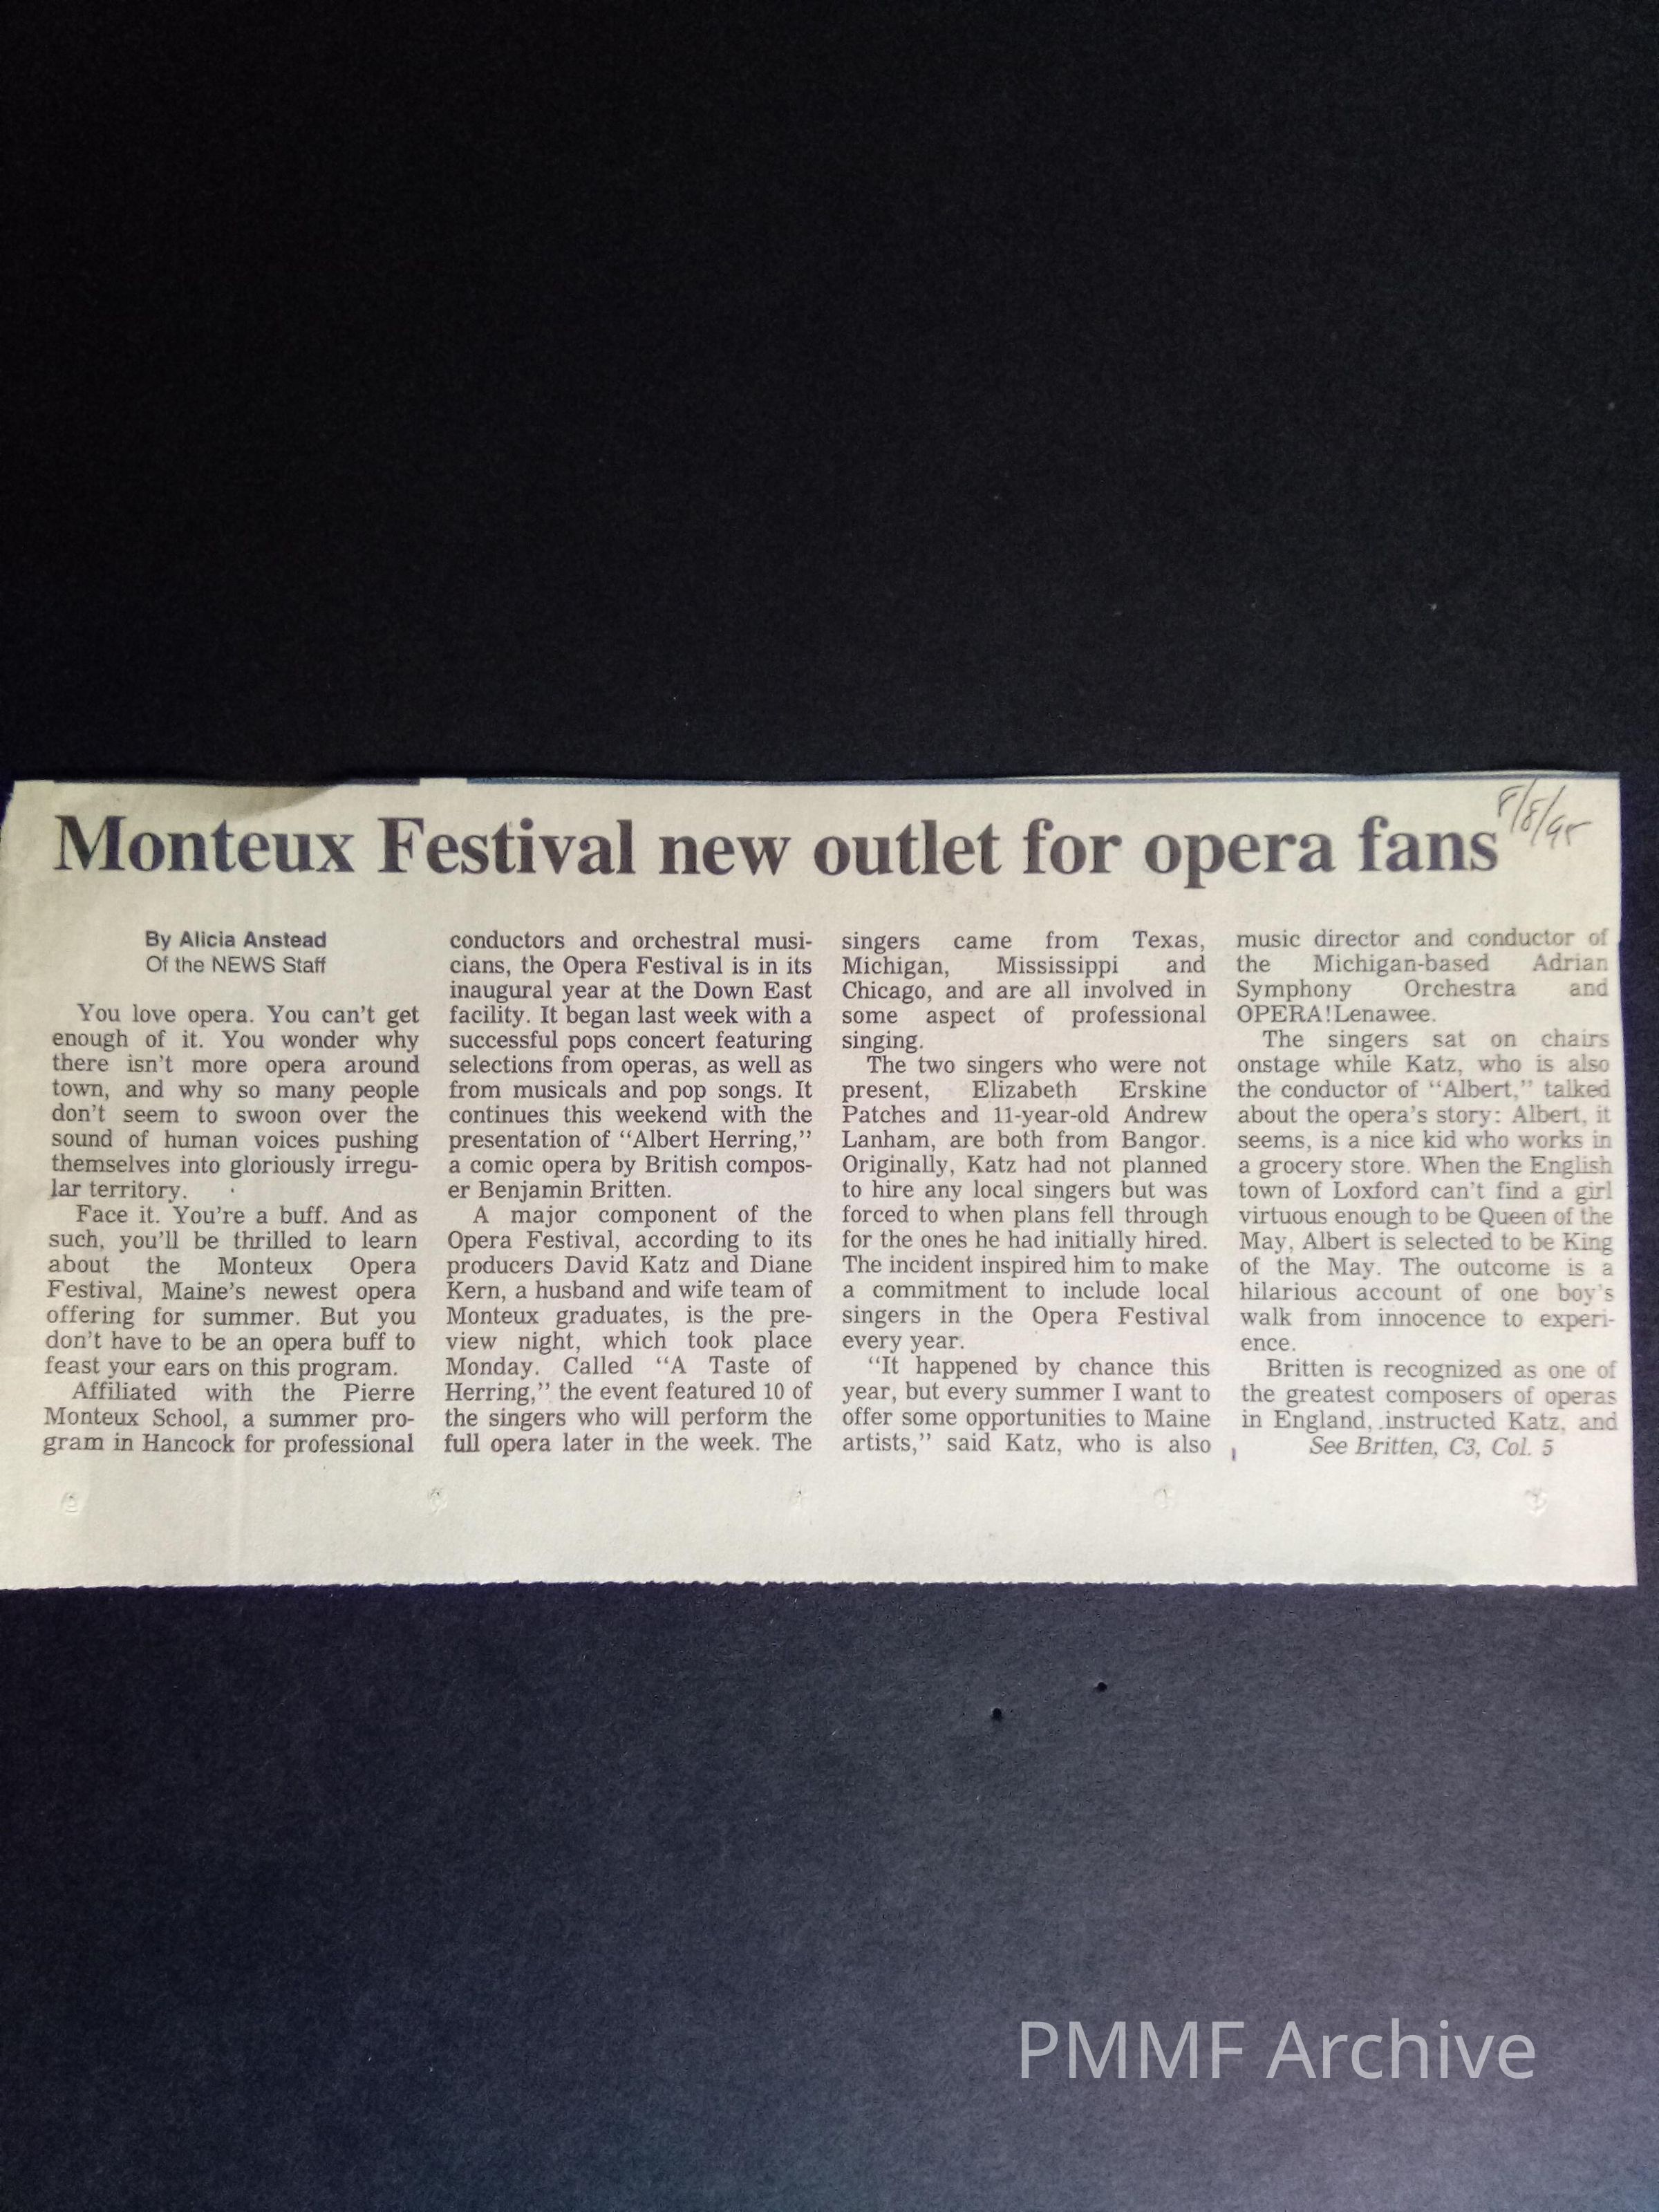 Monteux Festival new outlet for opera fans
8/8/95
By Alicia Anstead
Of the NEWS Staff
You love opera. You can't get
enough of it. You wonder why
there isn't more opera around
town, and why so many people
don't seem to swoon over the
sound of human voices pushing
themselves into gloriously irregu-
lar territory.
Face it. You're a buff. And as
such, you'll be thrilled to learn
about the Monteux Opera
Festival, Maine's newest opera
offering for summer. But you
don't have to be an opera buff to
feast your ears on this program.
Affiliated with the Pierre
Monteux School, a summer pro-
gram in Hancock for professional
conductors and orchestral musi-
cians, the Opera Festival is in its
inaugural year at the Down East
facility. It began last week with a
successful pops concert featuring
selections from operas, as well as
from musicals and pop songs. It
continues this weekend with the
presentation of "Albert Herring,"
a comic opera by British compos-
er Benjamin Britten.
A major component of the
Opera Festival, according to its
producers David Katz and Diane
Kern, a husband and wife team of
Monteux graduates, is the pre-
view night, which took place
Monday. Called "A Taste of
Herring," the event featured 10 of
the singers who will perform the
full opera later in the week. The
singers came from Texas,
Michigan, Mississippi and
Chicago, and are all involved in
some aspect of professional
singing.
The two singers who were not
present, Elizabeth Erskine
Patches and 11-year-old Andrew
Lanham, are both from Bangor.
Originally, Katz had not planned
to hire any local singers but was
forced to when plans fell through
for the ones he had initially hired.
The incident inspired him to make
a commitment to include local
singers in the Opera Festival
every year.
"It happened by chance this
year, but every summer I want to
offer some opportunities to Maine
artists," said Katz, who is also
music director and conductor of
the Michigan-based Adrian
Symphony Orchestra and
OPERA!Lenawee.
The singers sat on chairs
onstage while Katz, who is also
the conductor of "Albert," talked
about the opera's story: Albert, it
seems, is a nice kid who works in
a grocery store. When the English
town of Loxford can't find a girl
virtuous enough to be Queen of the
May, Albert is selected to be King
of the May. The outcome is a
hilarious account of one boy's
walk from innocence to experi-
ence.
Britten is recognized as one of
the greatest composers of operas
in England, instructed Katz, and
See Britten, C3, Col. 5
PMMF Archive